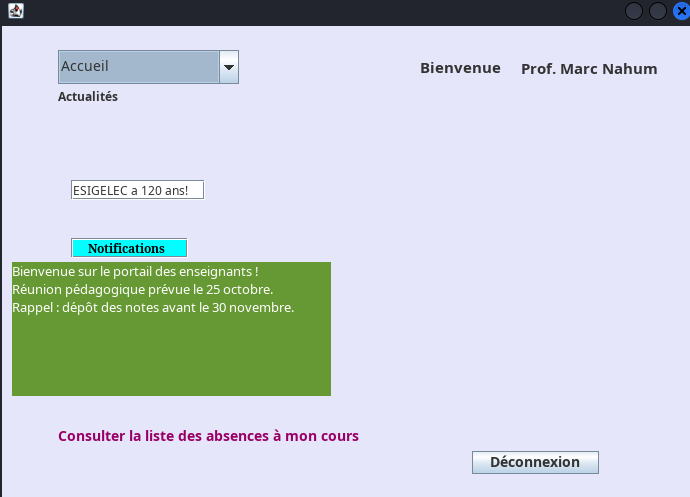 Accueil
Bienvenue Prof. Marc Nahum
Actualités
ESIGELEC a 120 ans!
Notifications
Bienvenue sur le portail des enseignants !
Réunion pédagogique prévue le 25 octobre.
Rappel : dépôt des notes avant le 30 novembre.
Consulter la liste des absences à mon cours
Déconnexion